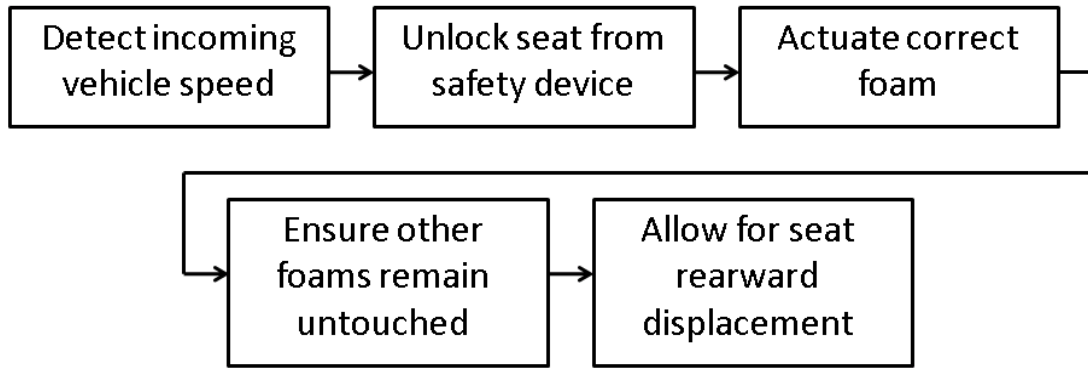 Detect incoming
vehicle speed
Unlock seat from
safety device
Actuate correct
foam
Ensure other
foams remain
untouched
Allow for seat
rearward
displacement